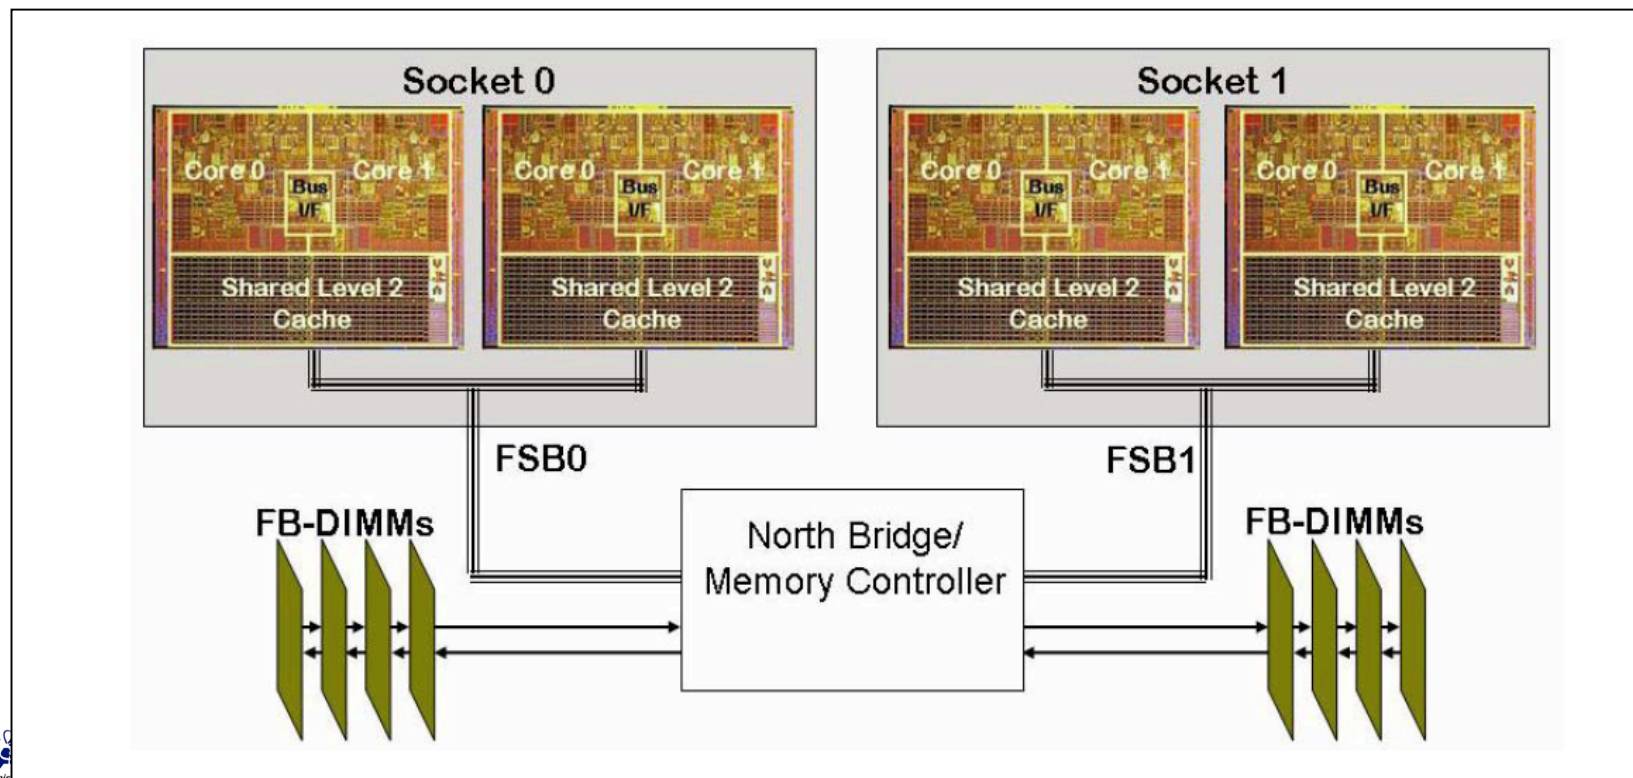 Socket 0
Socket 1
Core 0
Core 1
Bus
I/F
Core 0
Core 1
Bus
I/F
Core 0
Core 1
Bus
I/F
Core 0
Core 1
Bus
I/F
Shared Level 2
Cache
Shared Level 2
Cache
Shared Level 2
Cache
Shared Level 2
Cache
FSB0
FSB1
FB-DIMMs
FB-DIMMs
North Bridge/
Memory Controller